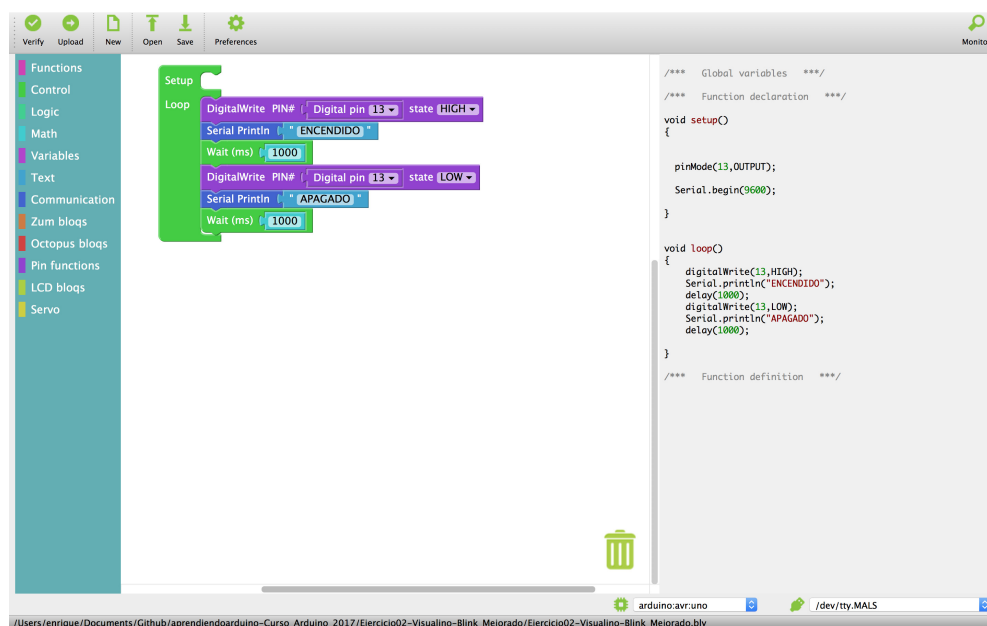 Verify Upload New Open Save Preferences Monito
Functions
Control
Logic
Math
Variables
Text
Communication
Zum bloqs
Octopus bloqs
Pin functions
LCD bloqs
Servo
Setup
Loop
DigitalWrite PIN# Digital pin 13 state HIGH
Serial Println " ENCENDIDO "
Wait (ms) 1000
DigitalWrite PIN# Digital pin 13 state LOW
Serial Println " APAGADO "
Wait (ms) 1000
/*** Global variables ***/
/*** Function declaration ***/
void setup()
{
pinMode(13,OUTPUT);
Serial.begin(9600);
}
void loop()
{
digitalWrite(13,HIGH);
Serial.println("ENCENDIDO");
delay(1000);
digitalWrite(13,LOW);
Serial.println("APAGADO");
delay(1000);
}
/*** Function definition ***/
arduino:avr:uno /dev/tty.MALS
/Users/enrique/Documents/Github/aprendiendoarduino-Curso_Arduino_2017/Ejercicio02-Visualino-Blink_Mejorado/Ejercicio02-Visualino-Blink_Mejorado.bly